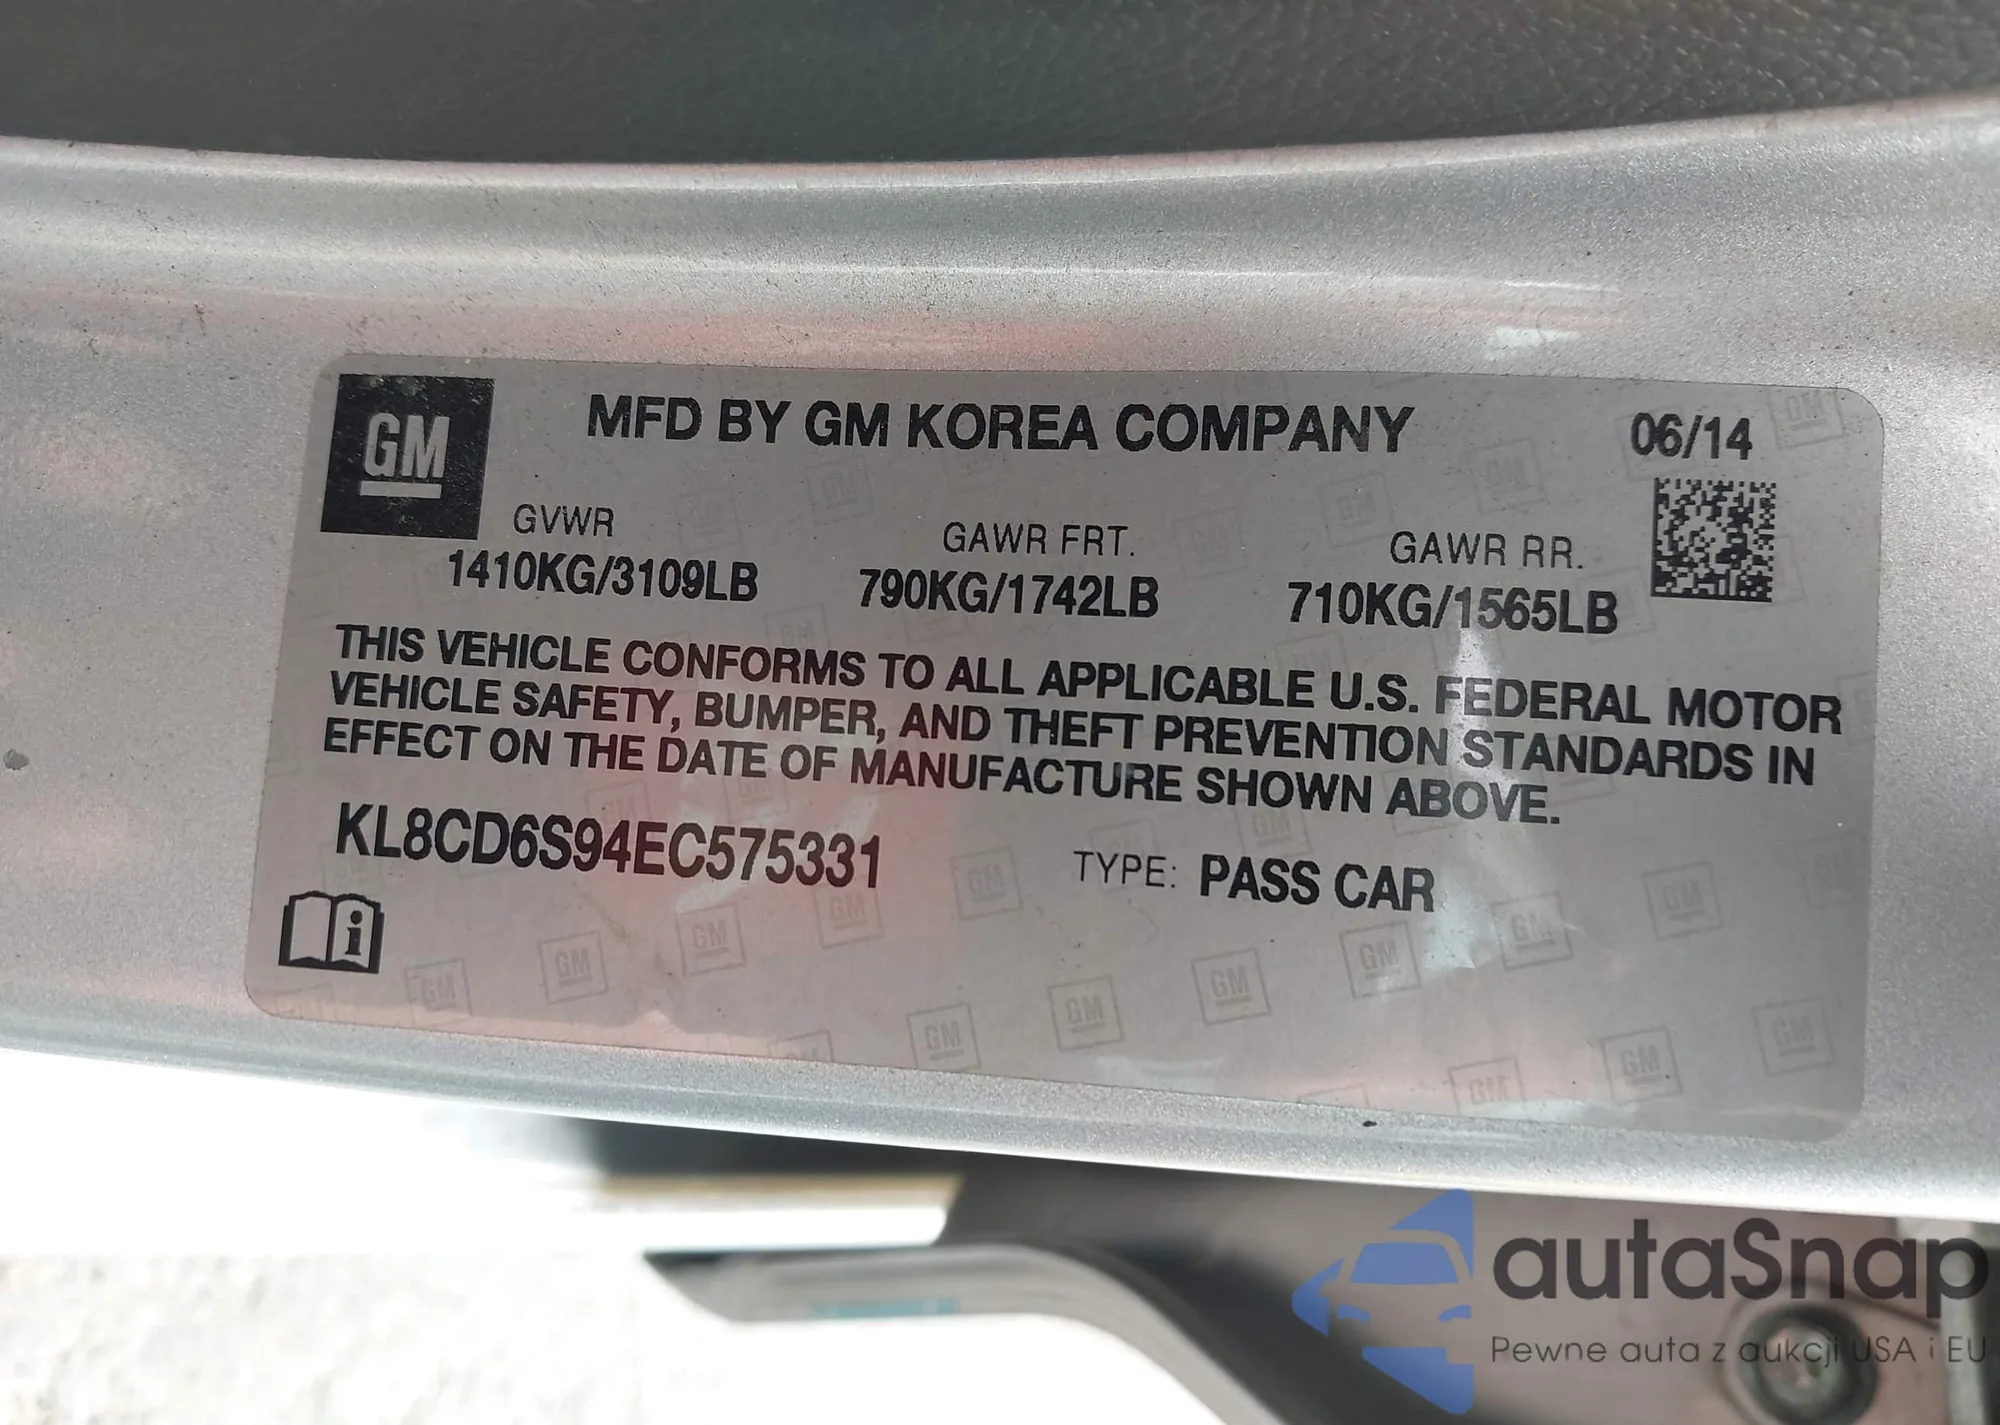 GM
MFD BY GM KOREA COMPANY
06/14
GVWR
GAWR FRT.
GAWR RR.
1410KG/3109LB
790KG/1742LB
710KG/1565LB
THIS VEHICLE CONFORMS TO ALL APPLICABLE U.S. FEDERAL MOTOR
VEHICLE SAFETY, BUMPER, AND THEFT PREVENTION STANDARDS IN
EFFECT ON THE DATE OF MANUFACTURE SHOWN ABOVE.
KL8CD6S94EC575331
TYPE: PASS CAR
autaSnap
Pewne auta z aukcji USA i EU